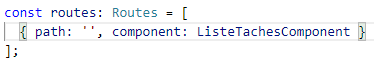 const routes: Routes = [
  { path: '', component: ListeTachesComponent }
];